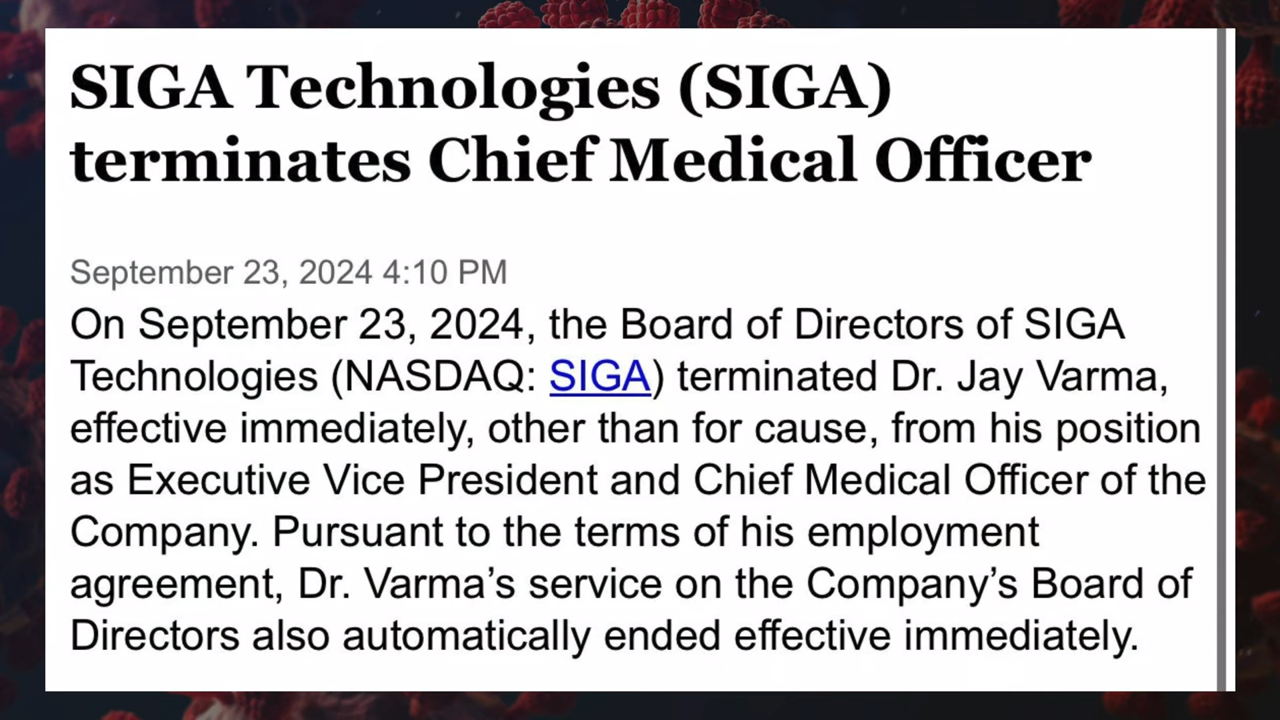 SIGA Technologies (SIGA)
terminates Chief Medical Officer
September 23, 2024 4:10 PM
On September 23, 2024, the Board of Directors of SIGA
Technologies (NASDAQ: SIGA) terminated Dr. Jay Varma,
effective immediately, other than for cause, from his position
as Executive Vice President and Chief Medical Officer of the
Company. Pursuant to the terms of his employment
agreement, Dr. Varma’s service on the Company’s Board of
Directors also automatically ended effective immediately.